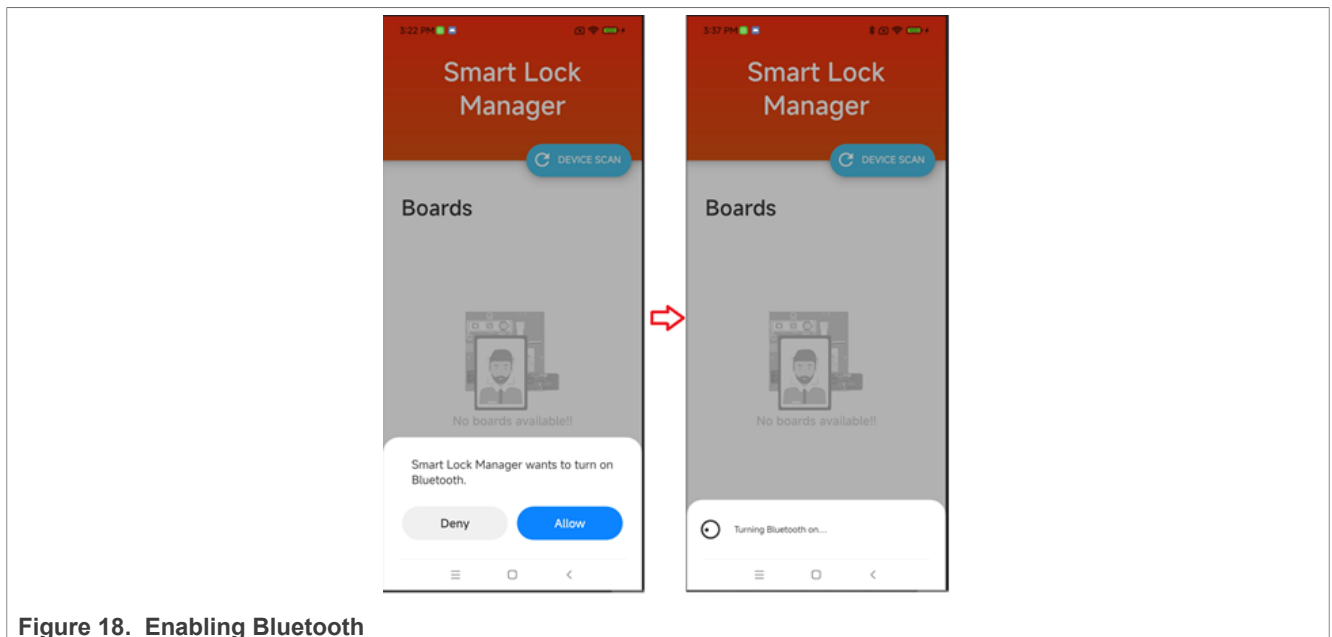 3:22 PM
Smart Lock
Manager
DEVICE SCAN
Boards
No boards available!!
Smart Lock Manager wants to turn on
Bluetooth.
Deny
Allow
3:37 PM
Smart Lock
Manager
DEVICE SCAN
Boards
No boards available!!
Turning Bluetooth on...
Figure 18. Enabling Bluetooth